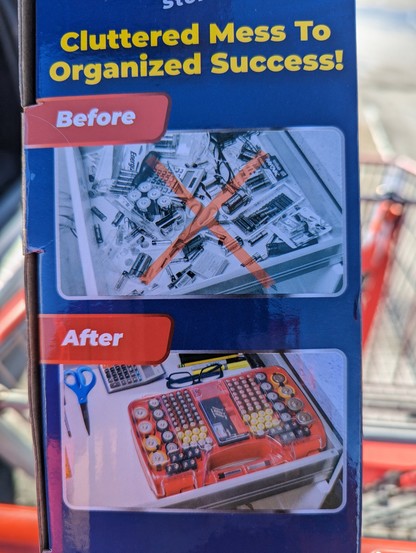 Cluttered Mess To
Organized Success!
Before
After